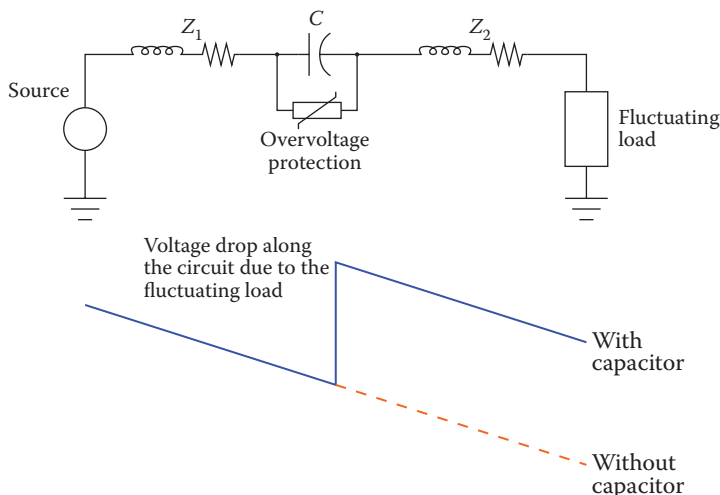 Z1
C
Z2
Source
Overvoltage
protection
Fluctuating
load
Voltage drop along
the circuit due to the
fluctuating load
With
capacitor
Without
capacitor